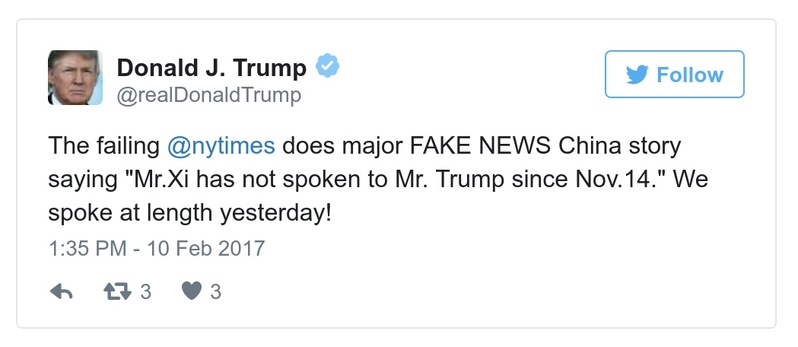 Donald J. Trump
@realDonaldTrump
Follow
The failing @nytimes does major FAKE NEWS China story
saying "Mr.Xi has not spoken to Mr. Trump since Nov.14." We
spoke at length yesterday!
1:35 PM - 10 Feb 2017
3
3